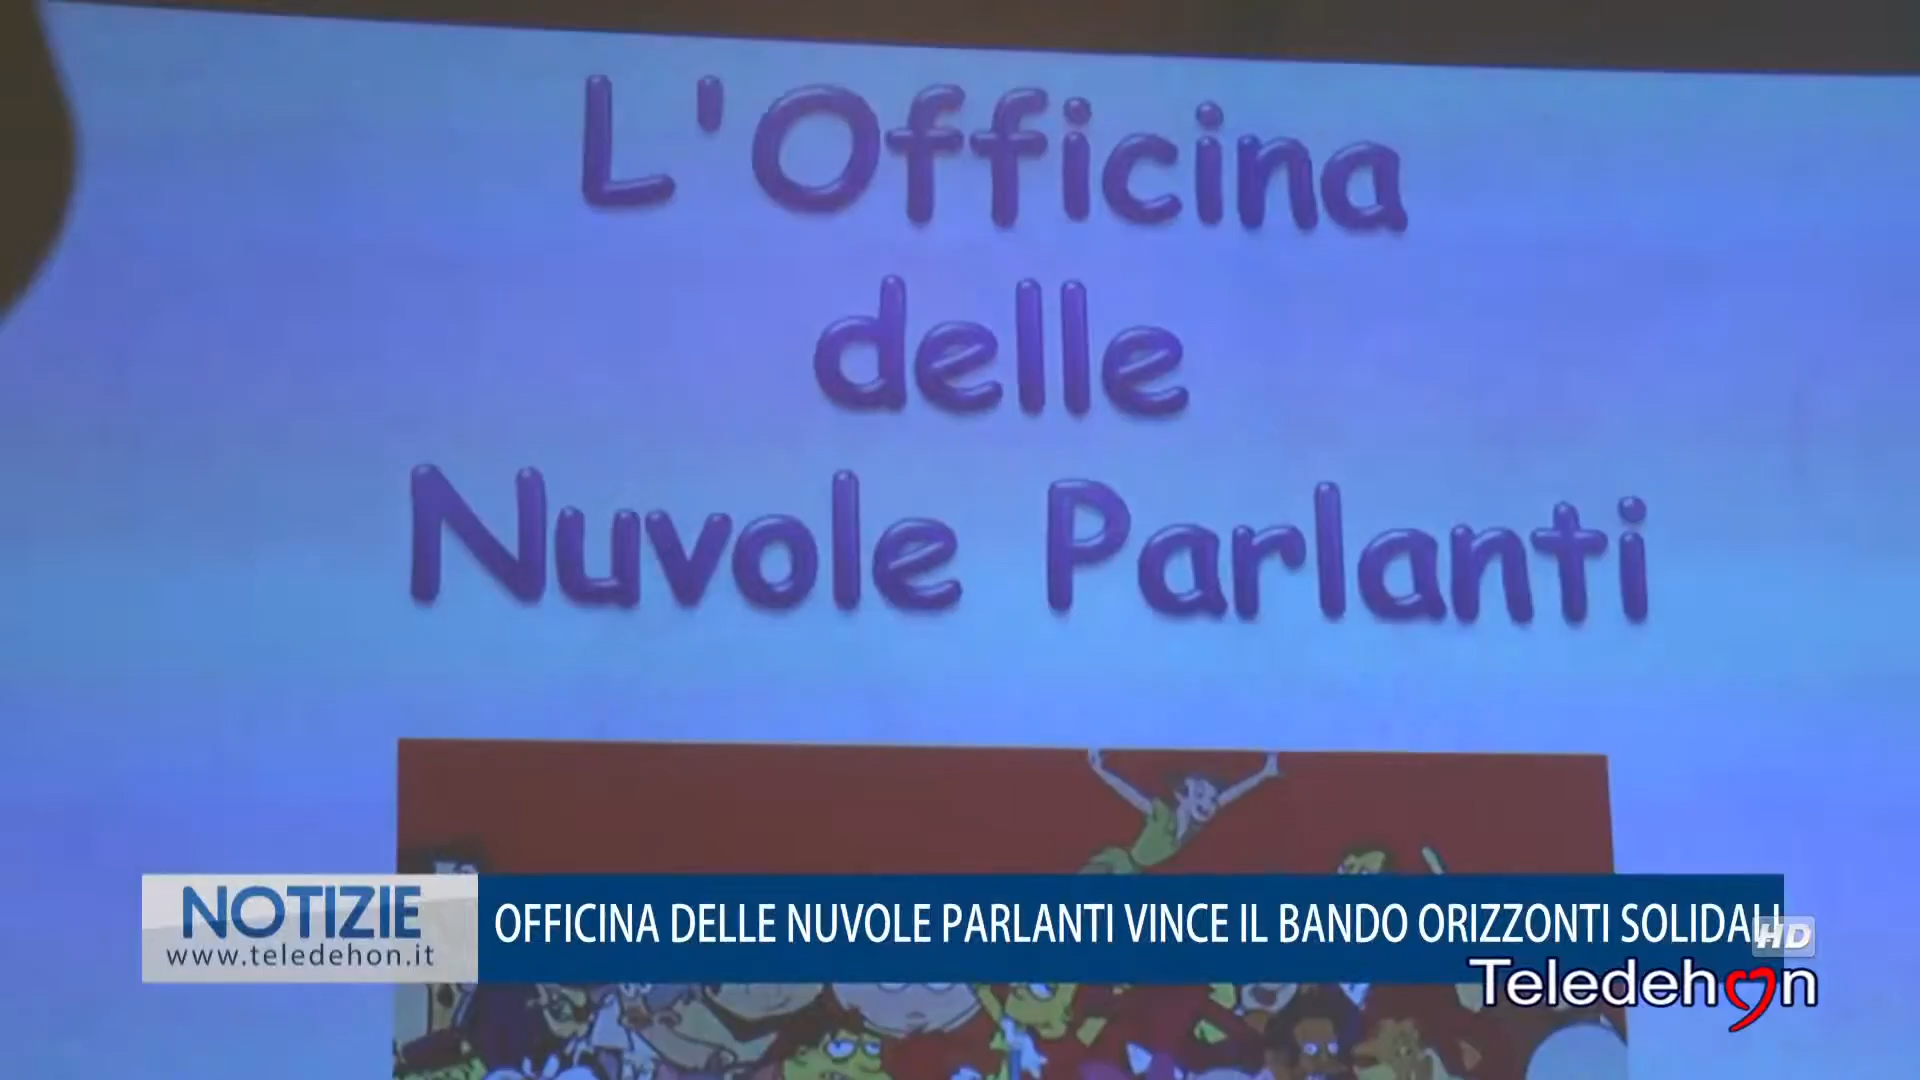 L'Officina
delle
Nuvole Parlanti
NOTIZIE
www.teledehon.it
OFFICINA DELLE NUVOLE PARLANTI VINCE IL BANDO ORIZZONTI SOLIDALI
HD
Teledehon